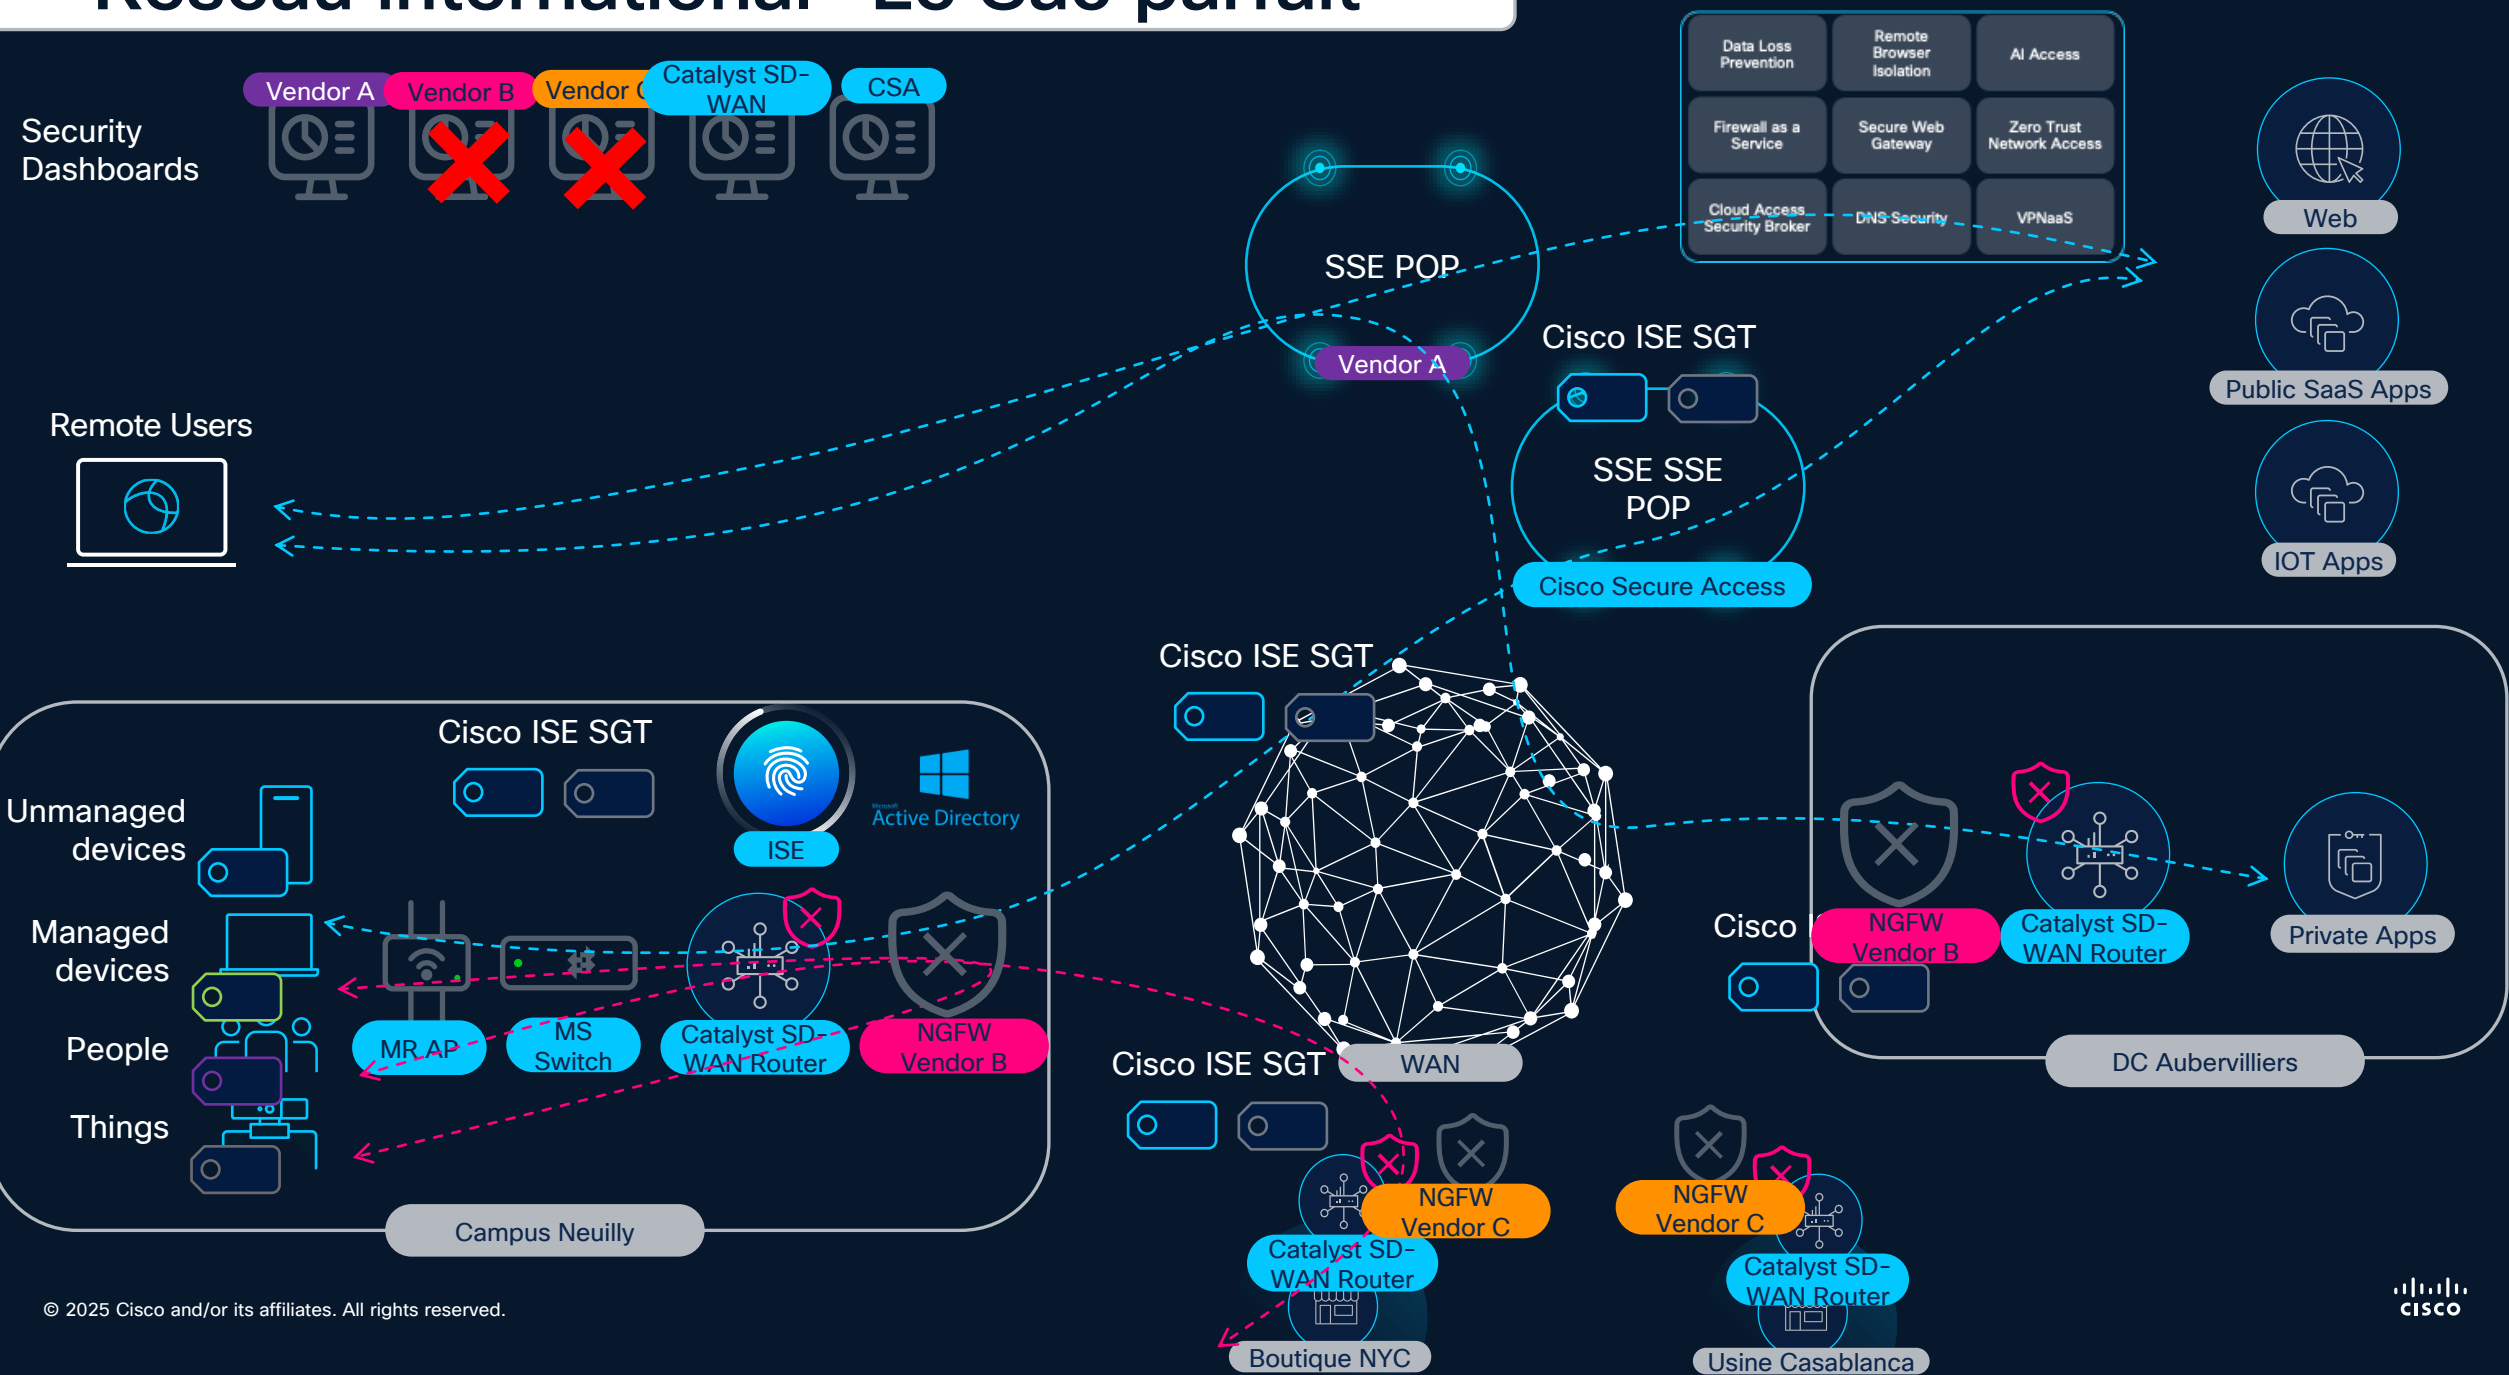 Réseau international "Le Sac parfait"
Vendor A
Vendor B
Vendor
Catalyst SD-
WAN
CSA
Security
Dashboards
Data Loss
Prevention
Remote
Browser
Isolation
AI Access
Firewall as a
Service
Secure Web
Gateway
Zero Trust
Network Access
Cloud Access
Security Broker
DNS Security
VPNaaS
Web
SSE POP
Vendor A
Cisco ISE SGT
Public SaaS Apps
Remote Users
SSE SSE
POP
Cisco Secure Access
IOT Apps
Cisco ISE SGT
Cisco ISE SGT
Microsoft
Active Directory
ISE
Unmanaged
devices
Managed
devices
People
Things
MR AP
MS
Switch
Catalyst SD-
WAN Router
NGFW
Vendor B
Campus Neuilly
WAN
Cisco
NGFW
Vendor B
Catalyst SD-
WAN Router
Private Apps
DC Aubervilliers
Cisco ISE SGT
NGFW
Vendor C
Catalyst SD-
WAN Router
Boutique NYC
NGFW
Vendor C
Catalyst SD-
WAN Router
Usine Casablanca
© 2025 Cisco and/or its affiliates. All rights reserved.
CISCO